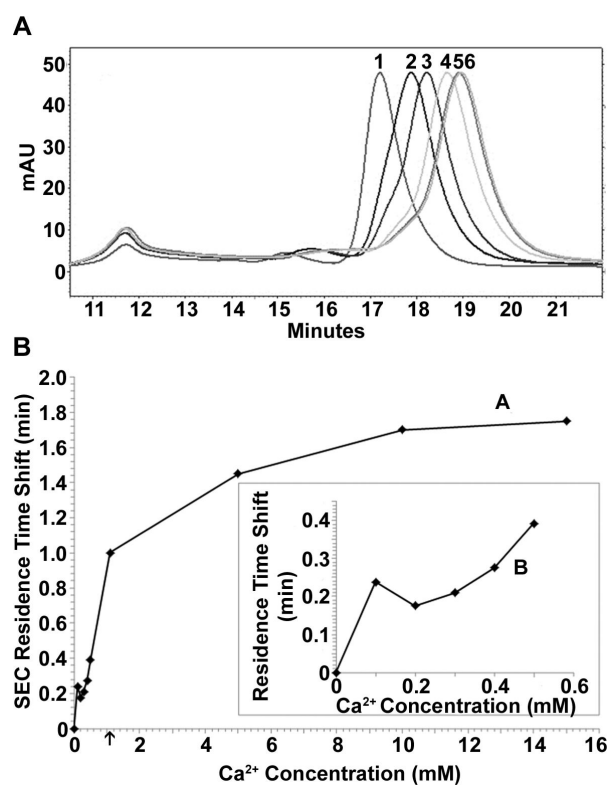 A
50
40
30
20
10
0
mAU
1 2 3 4 5 6
11 12 13 14 15 16 17 18 19 20 21
Minutes
B
2.0
1.8
1.6
1.4
1.2
1.0
0.8
0.6
0.4
0.2
0
SEC Residence Time Shift (min)
A
0.4
0.3
0.2
0.1
0
Residence Time Shift
(min)
B
0 0.2 0.4 0.6
Ca²⁺ Concentration (mM)
0 2 4 6 8 10 12 14 16
Ca²⁺ Concentration (mM)